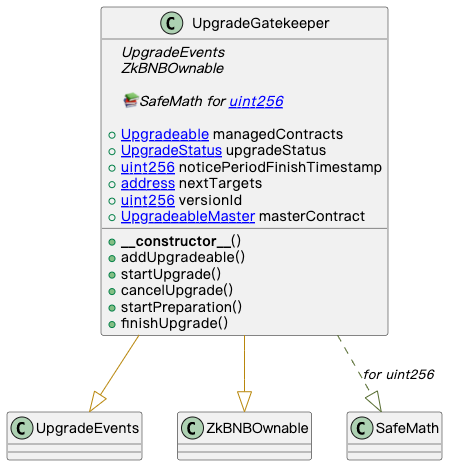 C UpgradeGatekeeper
UpgradeEvents
ZkBNBOwnable
📚SafeMath for uint256
Upgradeable managedContracts
UpgradeStatus upgradeStatus
uint256 noticePeriodFinishTimestamp
address nextTargets
uint256 versionId
UpgradeableMaster masterContract
__constructor__()
addUpgradeable()
startUpgrade()
cancelUpgrade()
startPreparation()
finishUpgrade()
for uint256
C UpgradeEvents
C ZkBNBOwnable
C SafeMath